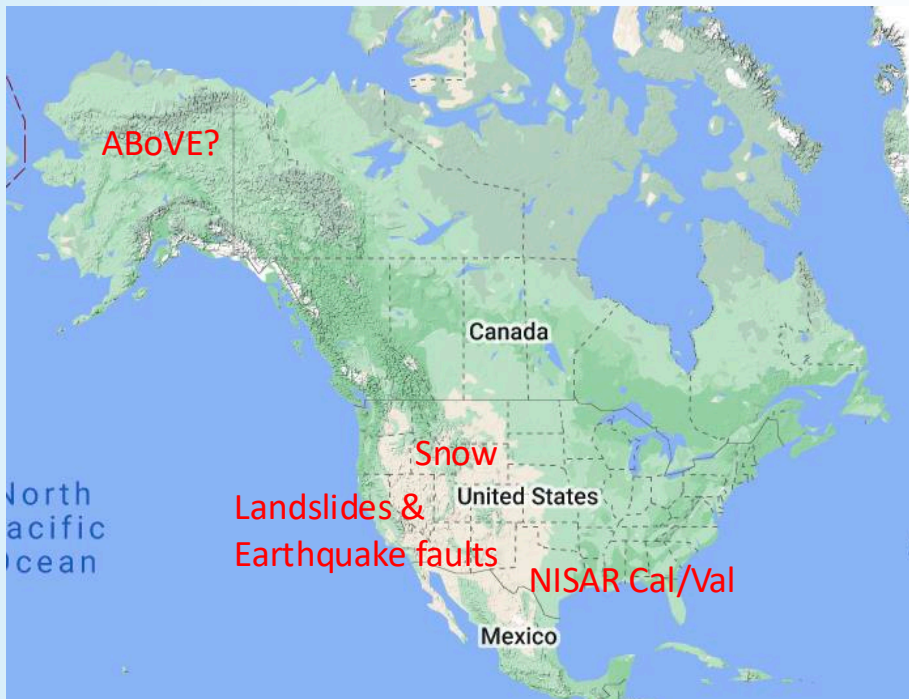 ABoVE?
Canada
Snow
United States
Landslides &
Earthquake faults
North
Pacific
Ocean
NISAR Cal/Val
Mexico